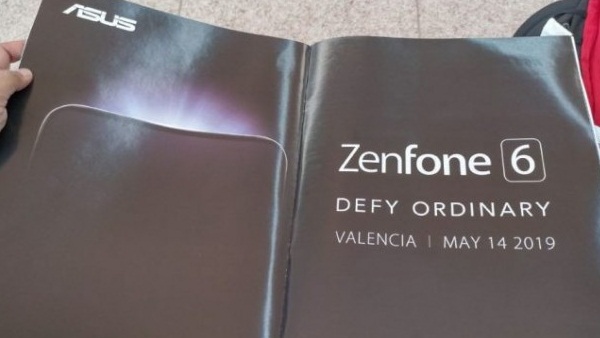 ASUS
Zenfone 6
DEFY ORDINARY
VALENCIA | MAY 14 2019